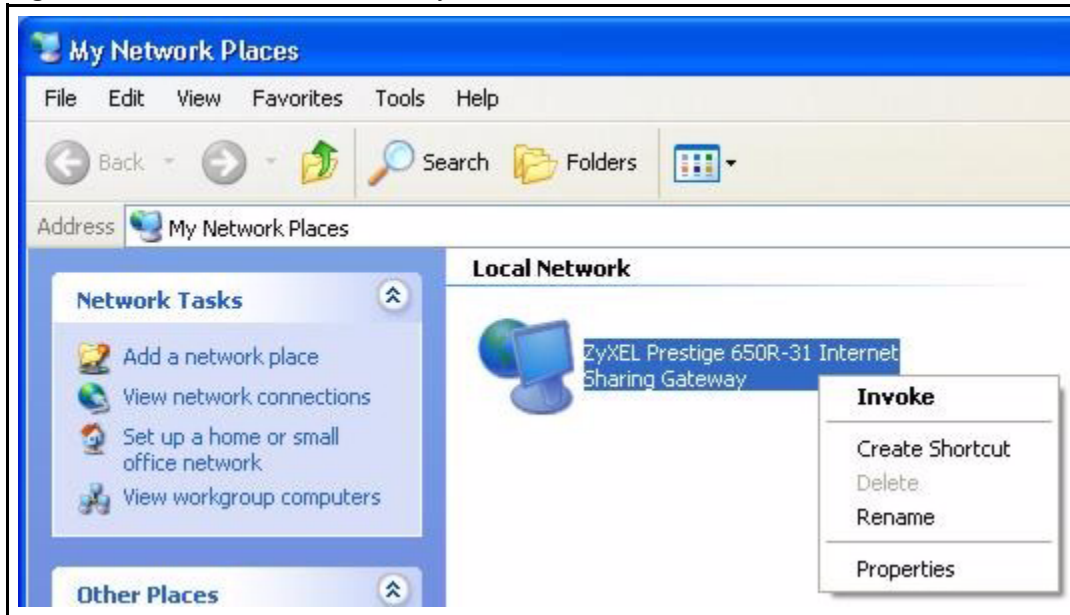 My Network Places
File Edit View Favorites Tools Help
Back Search Folders
Address My Network Places
Network Tasks
Add a network place
View network connections
Set up a home or small
office network
View workgroup computers
Other Places
Local Network
ZyXEL Prestige 650R-31 Internet
Sharing Gateway
Invoke
Create Shortcut
Delete
Rename
Properties